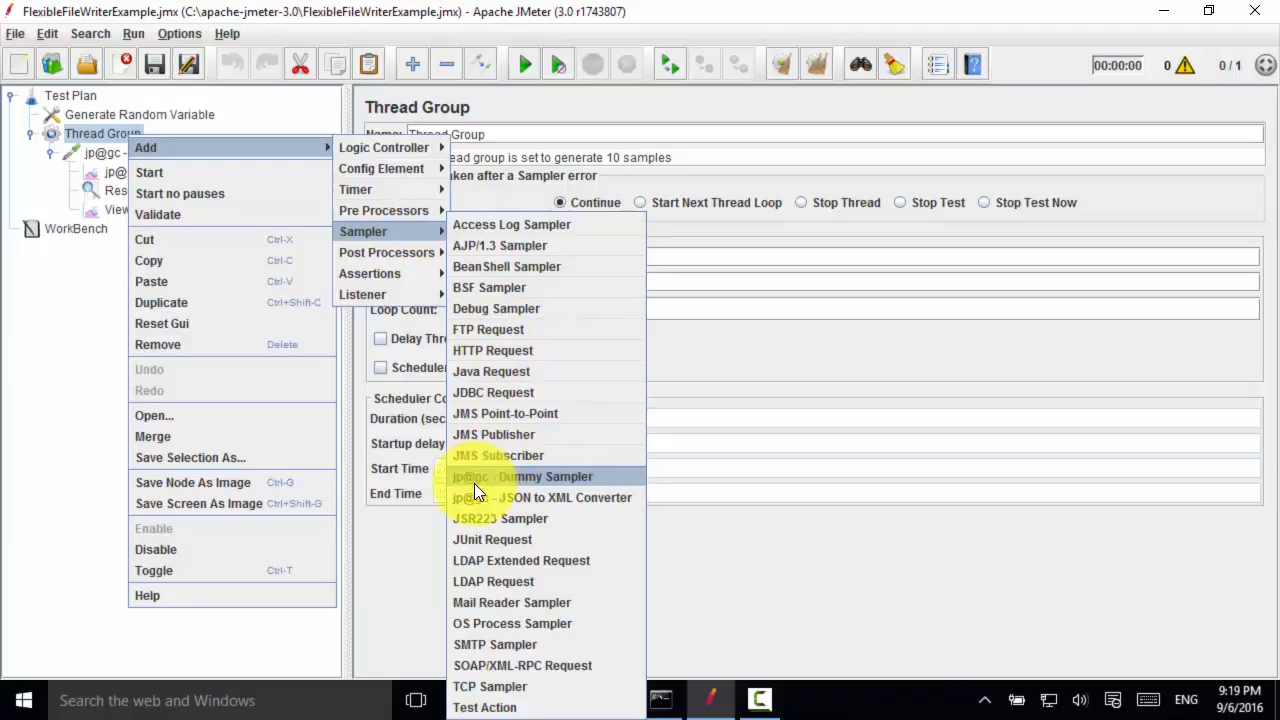 FlexibleFileWriterExample.jmx (C:\apache-jmeter-3.0\FlexibleFileWriterExample.jmx) - Apache JMeter (3.0 r1743807)
File Edit Search Run Options Help
00:00:00 0 0 / 1
Test Plan
Generate Random Variable
Thread Group
jp@gc -
jp@
Res
View
WorkBench
Add
Start
Start no pauses
Validate
Cut Ctrl-X
Copy Ctrl-C
Paste Ctrl-V
Duplicate Ctrl+Shift-C
Reset Gui
Remove Delete
Undo
Redo
Open...
Merge
Save Selection As...
Save Node As Image Ctrl-G
Save Screen As Image Ctrl+Shift-G
Enable
Disable
Toggle Ctrl-T
Help
Logic Controller
Config Element
Timer
Pre Processors
Sampler
Post Processors
Assertions
Listener
Access Log Sampler
AJP/1.3 Sampler
BeanShell Sampler
BSF Sampler
Debug Sampler
FTP Request
HTTP Request
Java Request
JDBC Request
JMS Point-to-Point
JMS Publisher
JMS Subscriber
jp@gc - Dummy Sampler
jp@gc - JSON to XML Converter
JSR223 Sampler
JUnit Request
LDAP Extended Request
LDAP Request
Mail Reader Sampler
OS Process Sampler
SMTP Sampler
SOAP/XML-RPC Request
TCP Sampler
Test Action
Thread Group
Name: Thread Group
ead group is set to generate 10 samples
ken after a Sampler error
Continue Start Next Thread Loop Stop Thread Stop Test Stop Test Now
Loop Count:
Delay Thr
Scheduler
Scheduler Co
Duration (sec
Startup delay
Start Time
End Time
Search the web and Windows
ENG
9:19 PM
9/6/2016